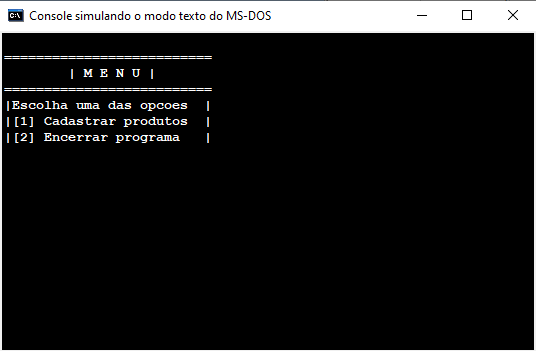 Console simulando o modo texto do MS-DOS
==========================
| M E N U |
==========================
|Escolha uma das opcoes  |
|[1] Cadastrar produtos  |
|[2] Encerrar programa   |